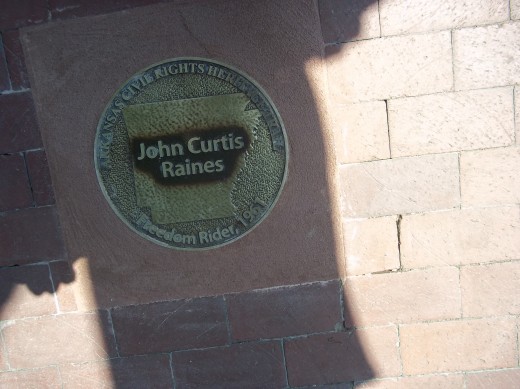 ARKANSAS CIVIL RIGHTS HERITAGE TRAIL
John Curtis
Raines
Freedom Rider, 1961